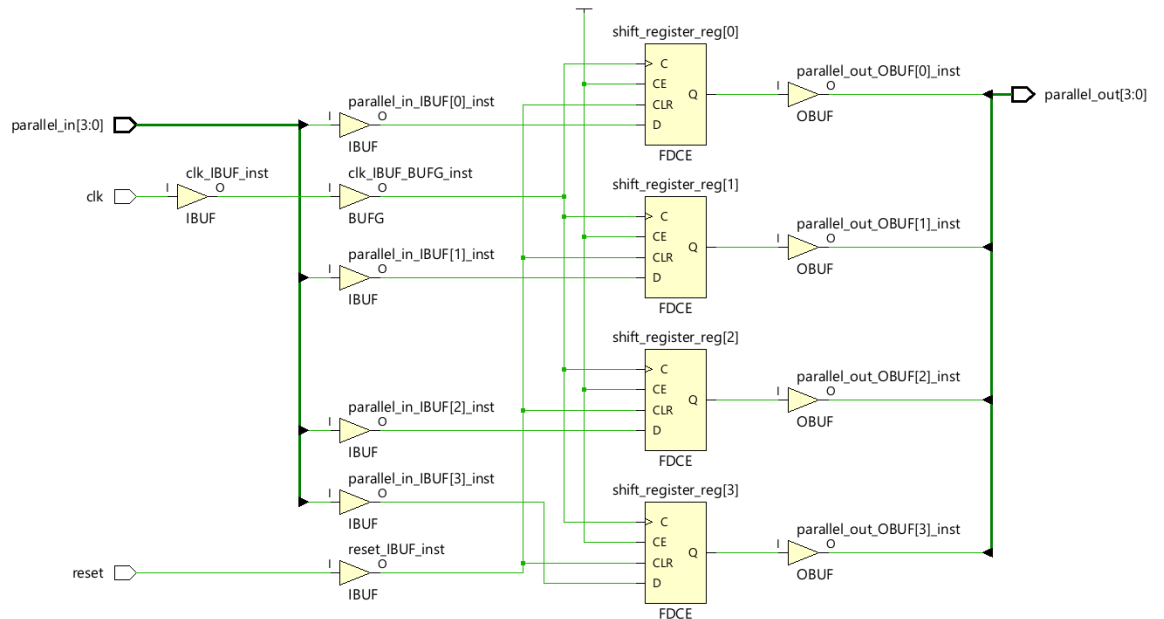 shift_register_reg[0]
C
CE
CLR
D
Q
FDCE
parallel_out_OBUF[0]_inst
I
O
OBUF
parallel_out[3:0]
parallel_in[3:0]
parallel_in_IBUF[0]_inst
I
O
IBUF
clk
clk_IBUF_inst
I
O
IBUF
clk_IBUF_BUFG_inst
I
O
BUFG
shift_register_reg[1]
C
CE
CLR
D
Q
FDCE
parallel_out_OBUF[1]_inst
I
O
OBUF
parallel_in_IBUF[1]_inst
I
O
IBUF
shift_register_reg[2]
C
CE
CLR
D
Q
FDCE
parallel_out_OBUF[2]_inst
I
O
OBUF
parallel_in_IBUF[2]_inst
I
O
IBUF
parallel_in_IBUF[3]_inst
I
O
IBUF
shift_register_reg[3]
C
CE
CLR
D
Q
FDCE
parallel_out_OBUF[3]_inst
I
O
OBUF
reset
reset_IBUF_inst
I
O
IBUF